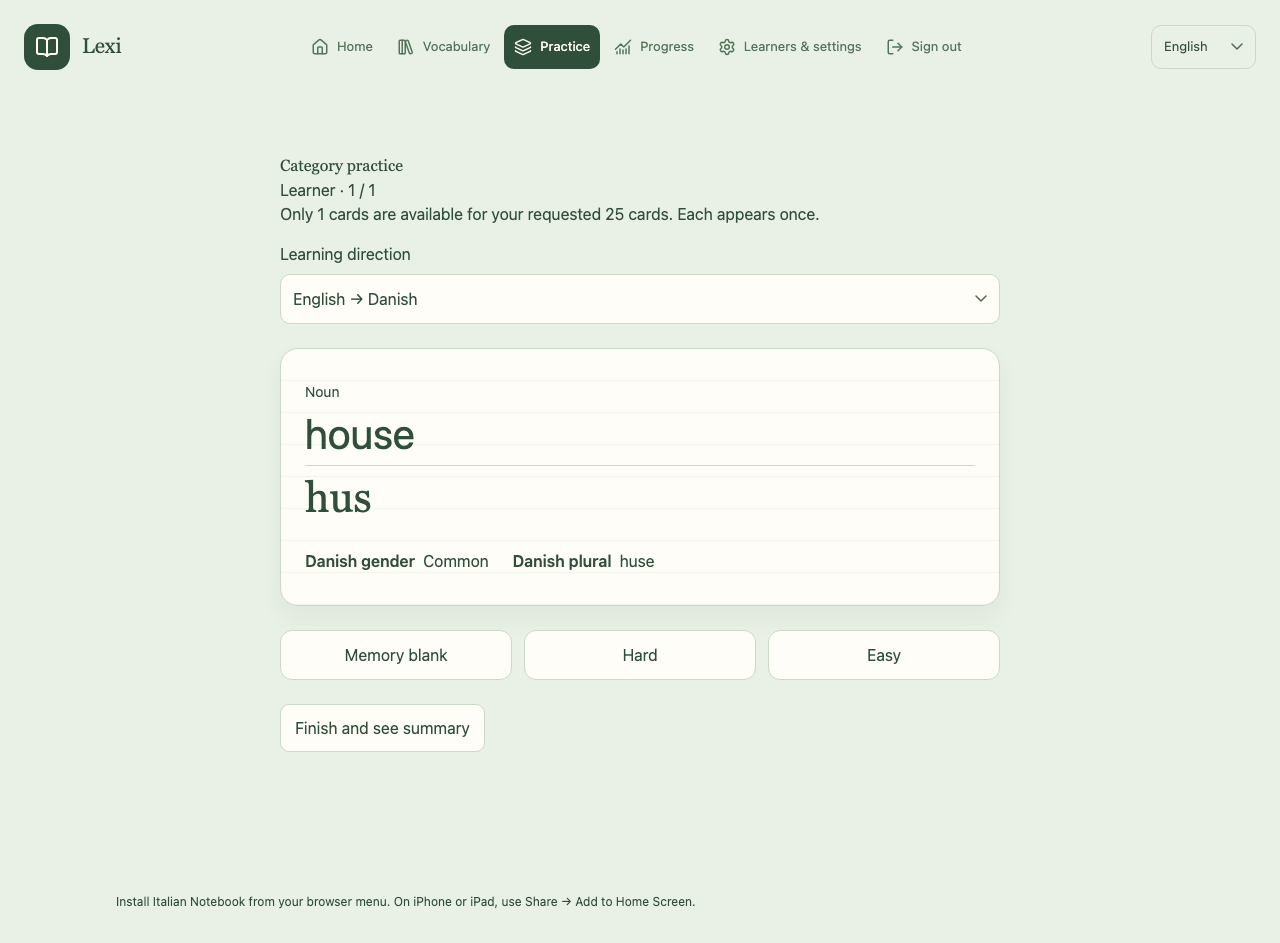 Lexi
Home
Vocabulary
Practice
Progress
Learners & settings
Sign out
English
Category practice
Learner · 1 / 1
Only 1 cards are available for your requested 25 cards. Each appears once.
Learning direction
English → Danish
Noun
house
hus
Danish gender Common Danish plural huse
Memory blank
Hard
Easy
Finish and see summary
Install Italian Notebook from your browser menu. On iPhone or iPad, use Share → Add to Home Screen.